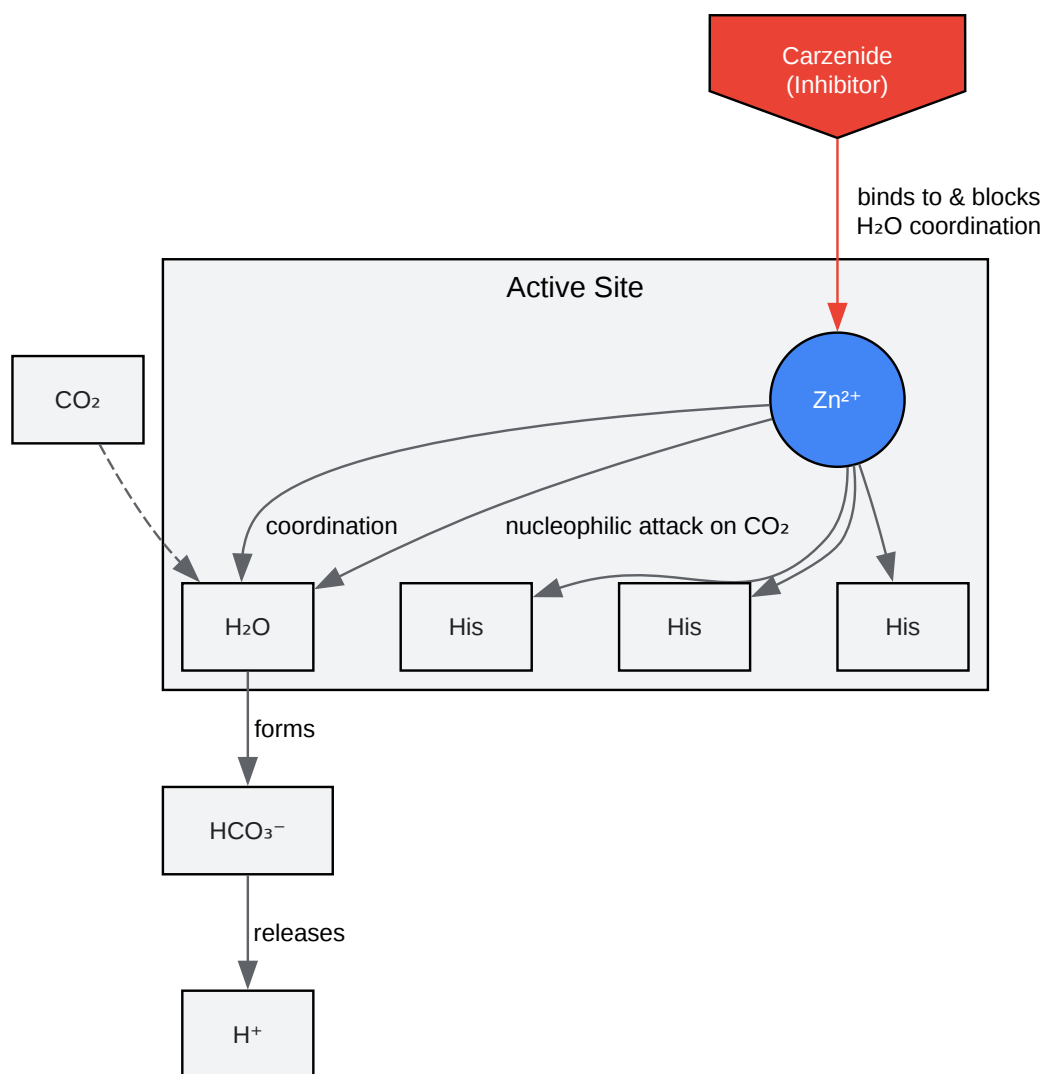 Carzenide
(Inhibitor)
binds to & blocks
H₂O coordination
Active Site
CO₂
Zn²⁺
coordination
nucleophilic attack on CO₂
H₂O
His
His
His
forms
HCO₃⁻
releases
H⁺